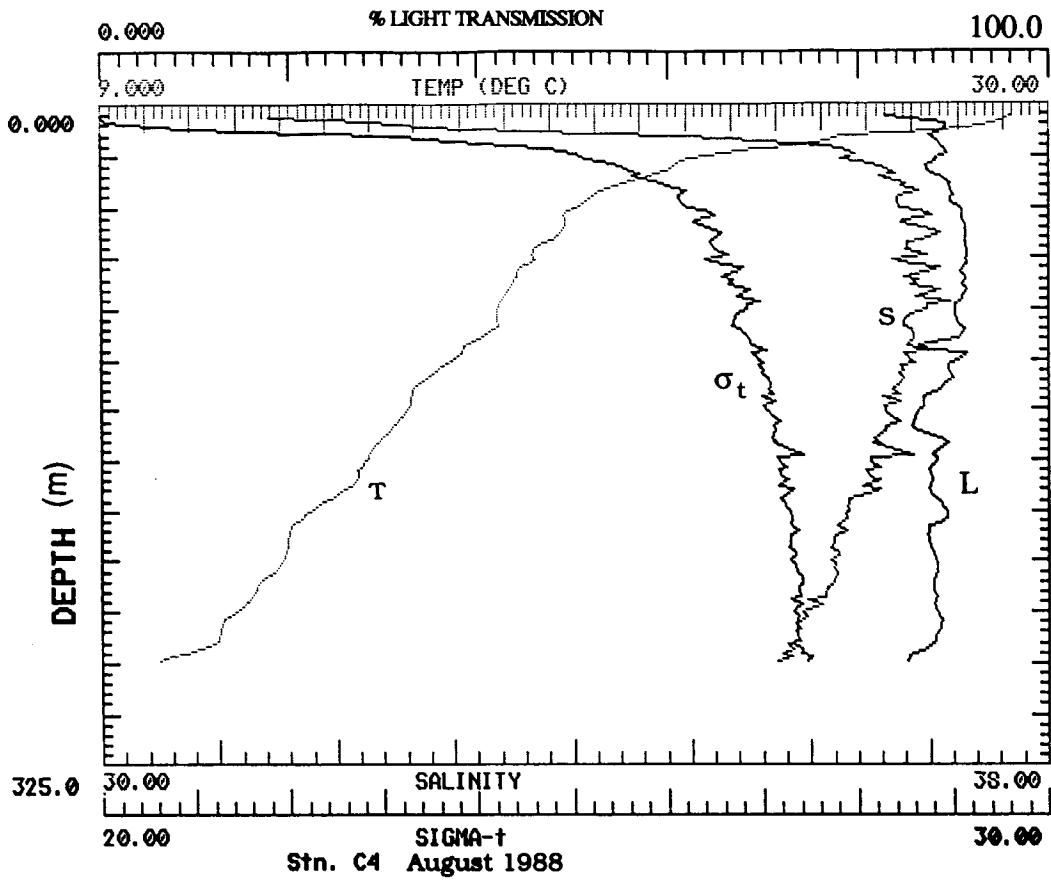 % LIGHT TRANSMISSION
0.000 100.0
9.000 TEMP (DEG C) 30.00
0.000
S
σt
T
L
DEPTH (m)
325.0
30.00 SALINITY 38.00
20.00 SIGMA-t 30.00
Stn. C4 August 1988